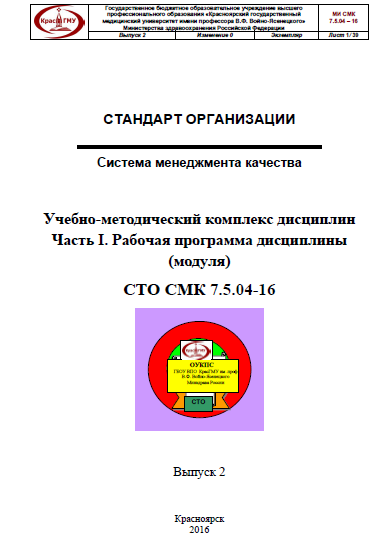 Государственное бюджетное образовательное учреждение высшего
профессионального образования «Красноярский государственный
медицинский университет имени профессора В.Ф. Войно-Ясенецкого»
Министерства здравоохранения Российской Федерации
КрасГМУ
МИ СМК
7.5.04 – 16
Выпуск 2 Изменение 0 Экземпляр Лист 1/ 39
СТАНДАРТ ОРГАНИЗАЦИИ
Система менеджмента качества
Учебно-методический комплекс дисциплин
Часть I. Рабочая программа дисциплины
(модуля)
СТО СМК 7.5.04-16
КрасГМУ
ОУКПС
ГБОУ ВПО КрасГМУ им. проф.
В.Ф. Войно-Ясенецкого
Минздрава России
СТО
Выпуск 2
Красноярск
2016